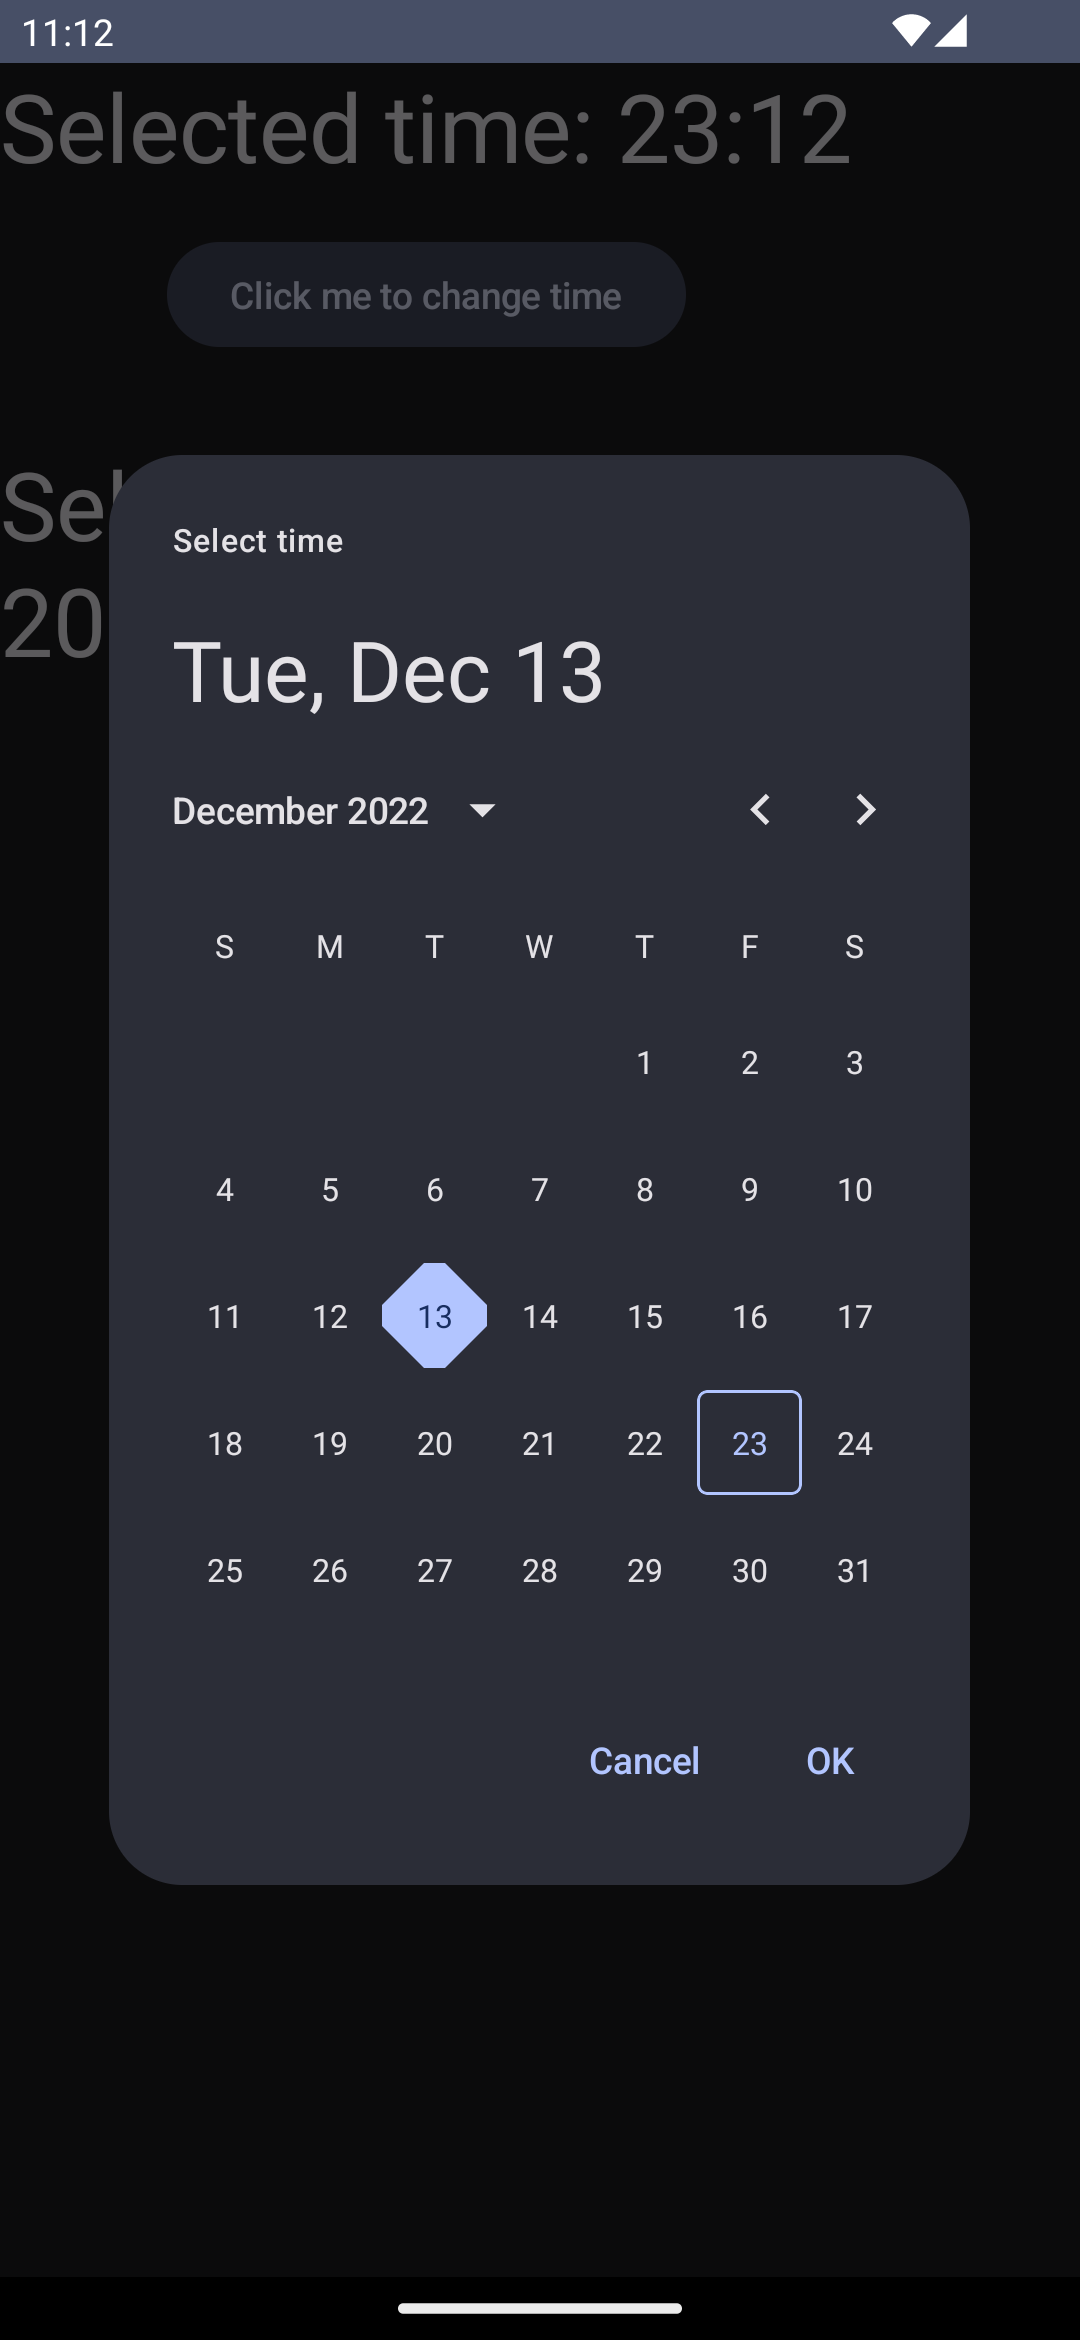 11:12
Selected time: 23:12
Click me to change time
Select time
Tue, Dec 13
December 2022
S M T W T F S
1 2 3
4 5 6 7 8 9 10
11 12 13 14 15 16 17
18 19 20 21 22 23 24
25 26 27 28 29 30 31
Cancel OK